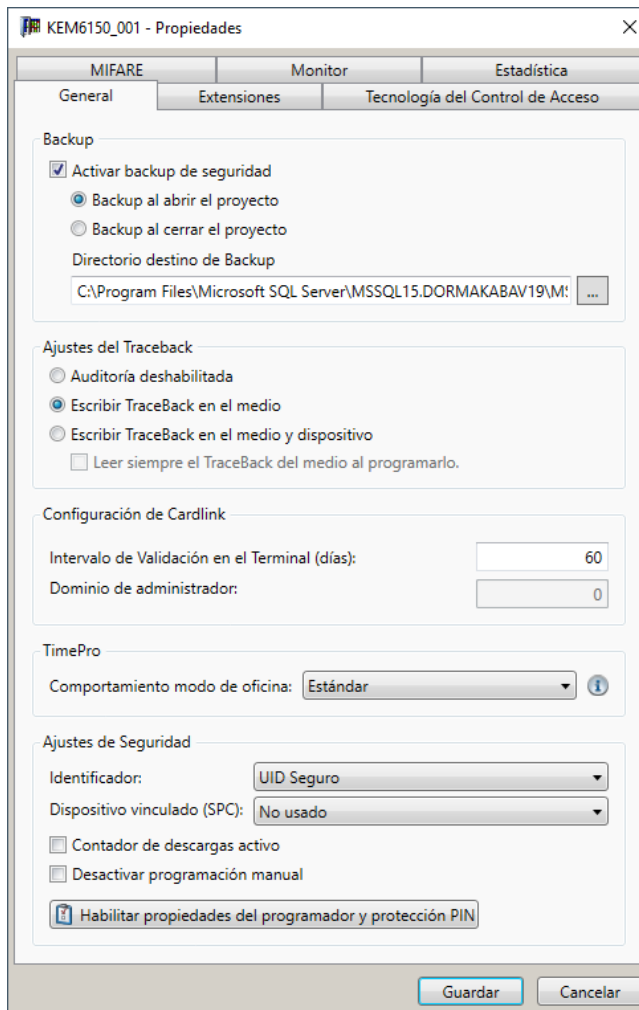 KEM6150_001 - Propiedades
MIFARE
Monitor
Estadística
General
Extensiones
Tecnología del Control de Acceso
Backup
Activar backup de seguridad
Backup al abrir el proyecto
Backup al cerrar el proyecto
Directorio destino de Backup
C:\Program Files\Microsoft SQL Server\MSSQL15.DORMAKABAV19\MS
...
Ajustes del Traceback
Auditoría deshabilitada
Escribir TraceBack en el medio
Escribir TraceBack en el medio y dispositivo
Leer siempre el TraceBack del medio al programarlo.
Configuración de Cardlink
Intervalo de Validación en el Terminal (días): 60
Dominio de administrador: 0
TimePro
Comportamiento modo de oficina: Estándar
Ajustes de Seguridad
Identificador: UID Seguro
Dispositivo vinculado (SPC): No usado
Contador de descargas activo
Desactivar programación manual
Habilitar propiedades del programador y protección PIN
Guardar
Cancelar